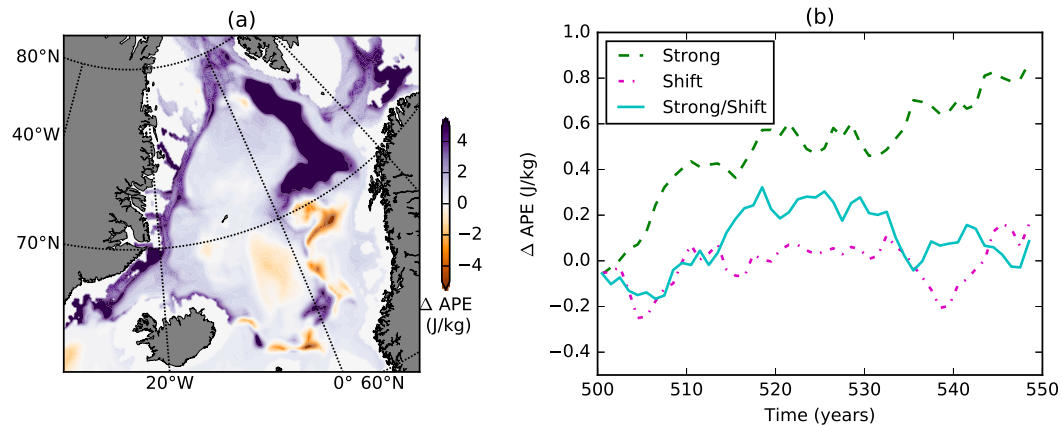 (a)
80°N
40°W
70°N
20°W
0°
60°N
4
2
0
−2
−4
Δ APE
(J/kg)
(b)
1.0
0.8
0.6
0.4
0.2
0.0
−0.2
−0.4
Δ APE (J/kg)
Strong
Shift
Strong/Shift
500
510
520
530
540
550
Time (years)